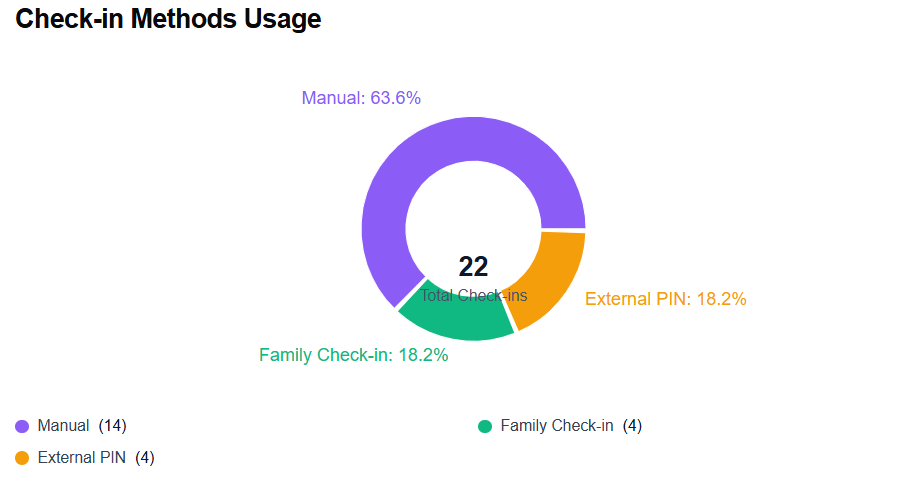 Check-in Methods Usage
Manual: 63.6%
22
Total Check-ins
External PIN: 18.2%
Family Check-in: 18.2%
Manual (14)
Family Check-in (4)
External PIN (4)